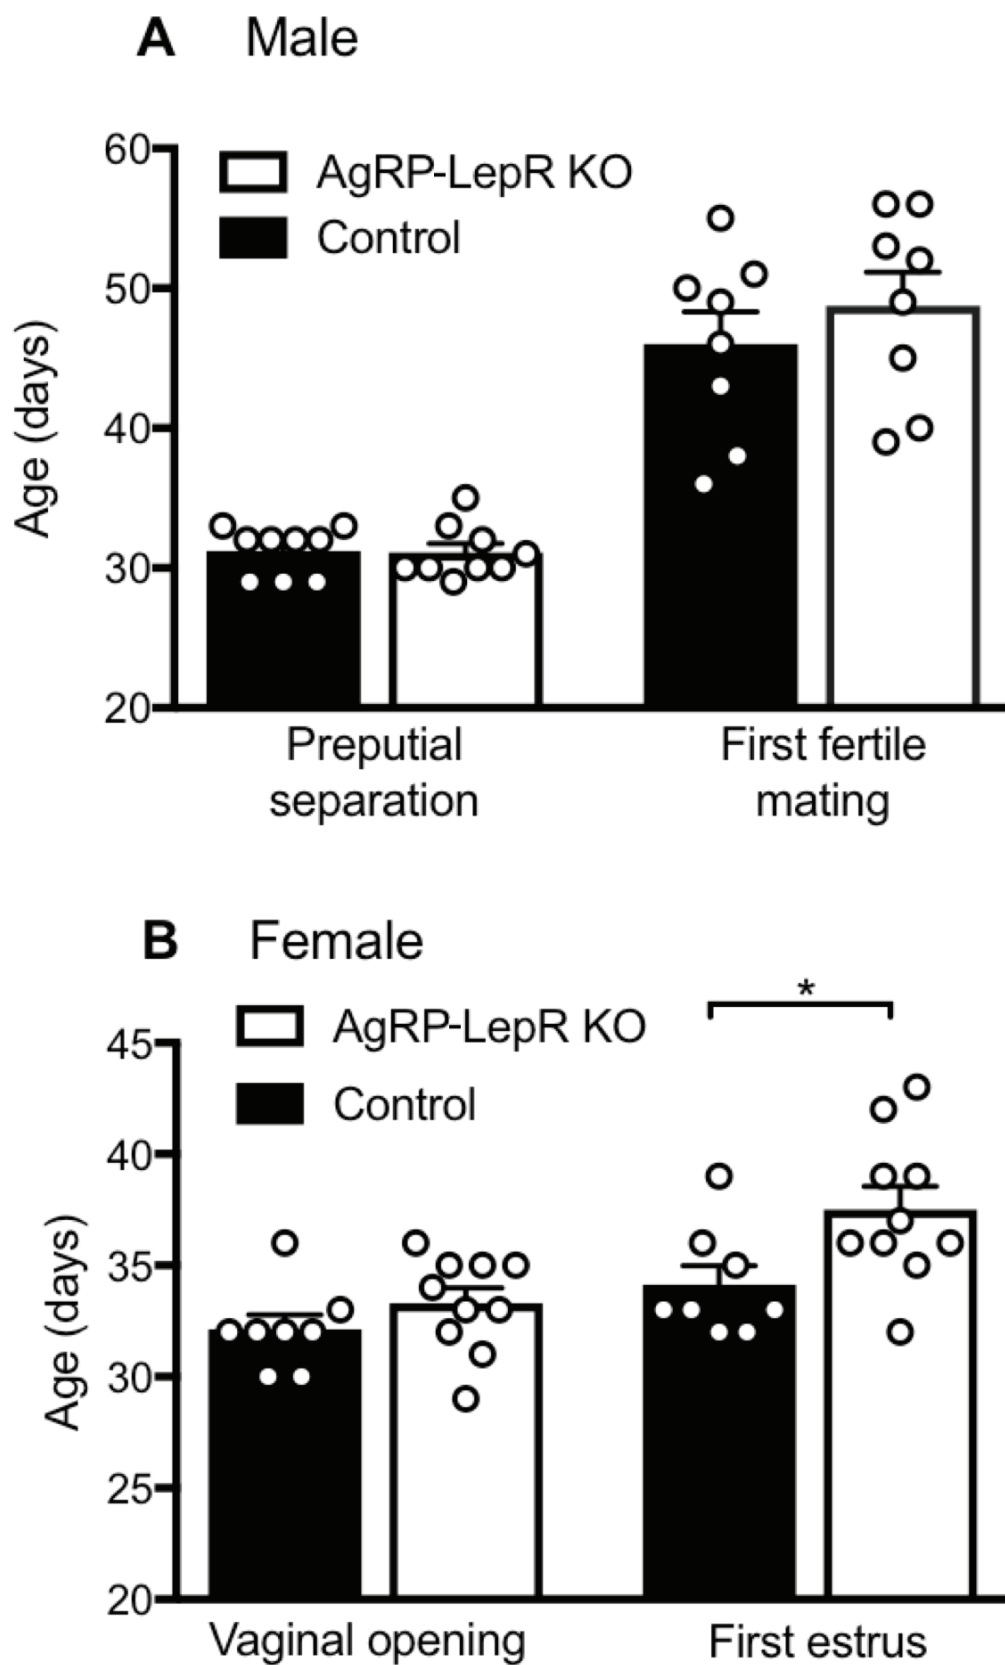 A Male
60
AgRP-LepR KO
Control
50
40
30
20
Age (days)
Preputial
separation
First fertile
mating
B Female
*
AgRP-LepR KO
45
Control
40
35
30
25
20
Age (days)
Vaginal opening
First estrus